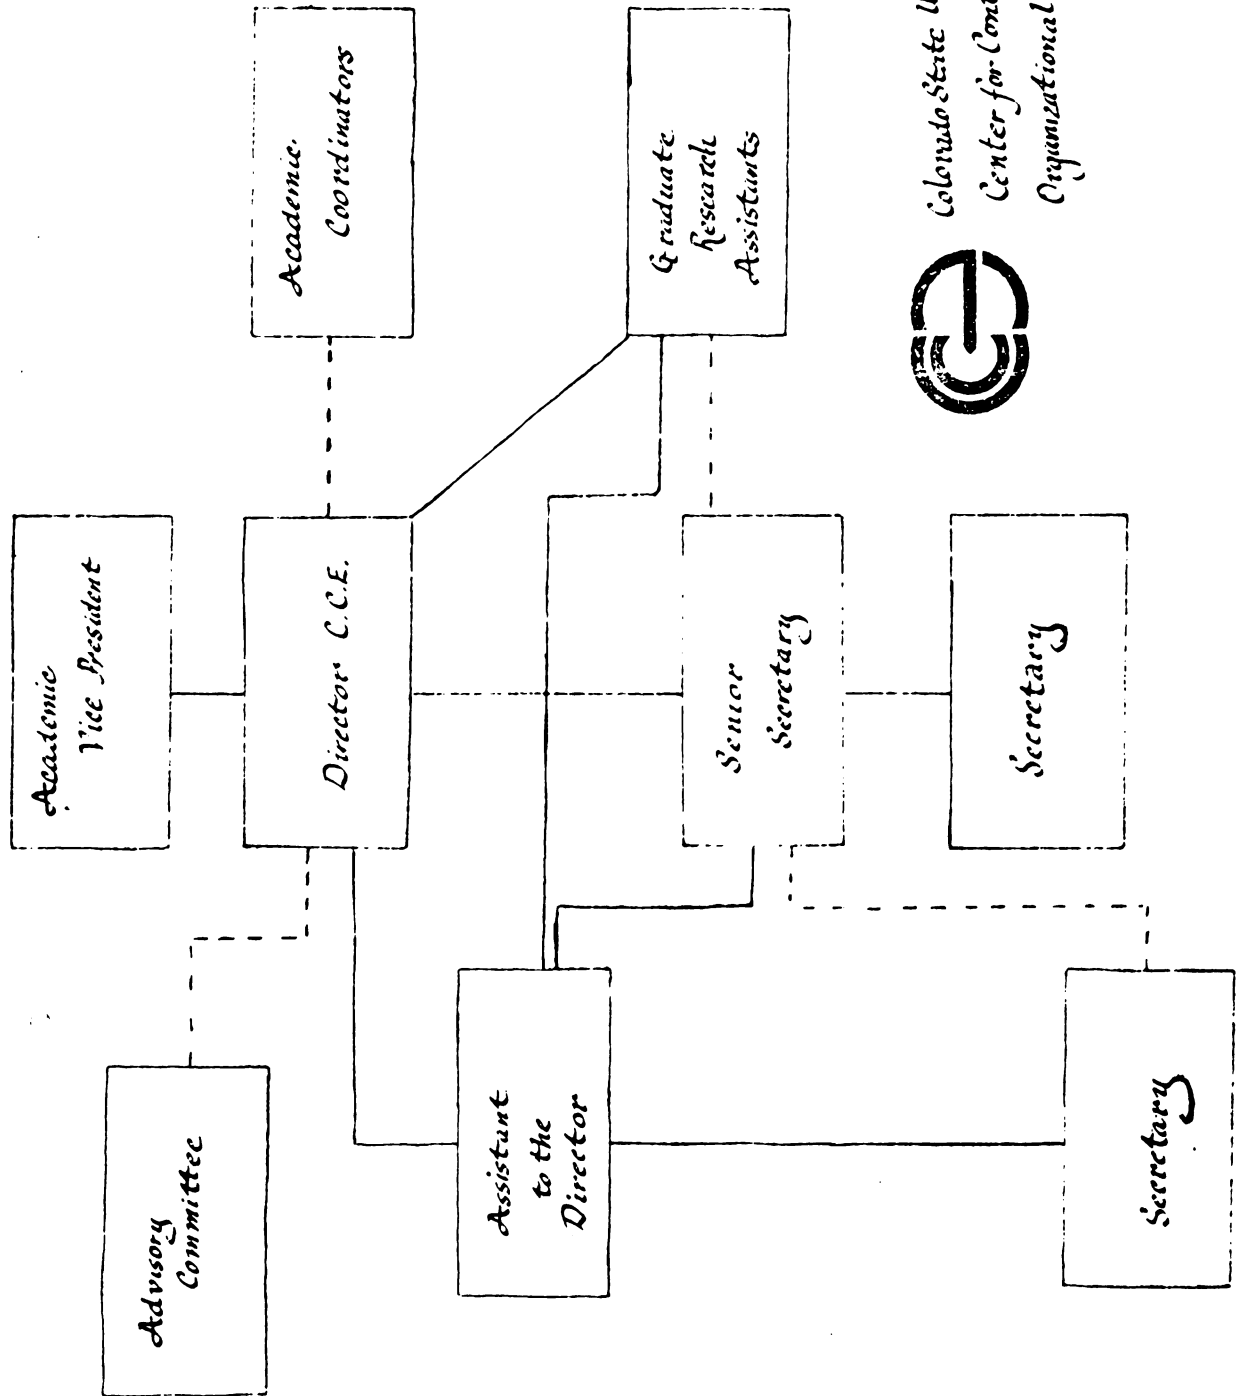 Academic
Vice President
Advisory
Committee
Director C.C.E.
Academic
Coordinators
Assistant
to the
Director
Graduate
Research
Assistants
Senior
Secretary
Secretary
Secretary
Colorado State
Center for
Organizational